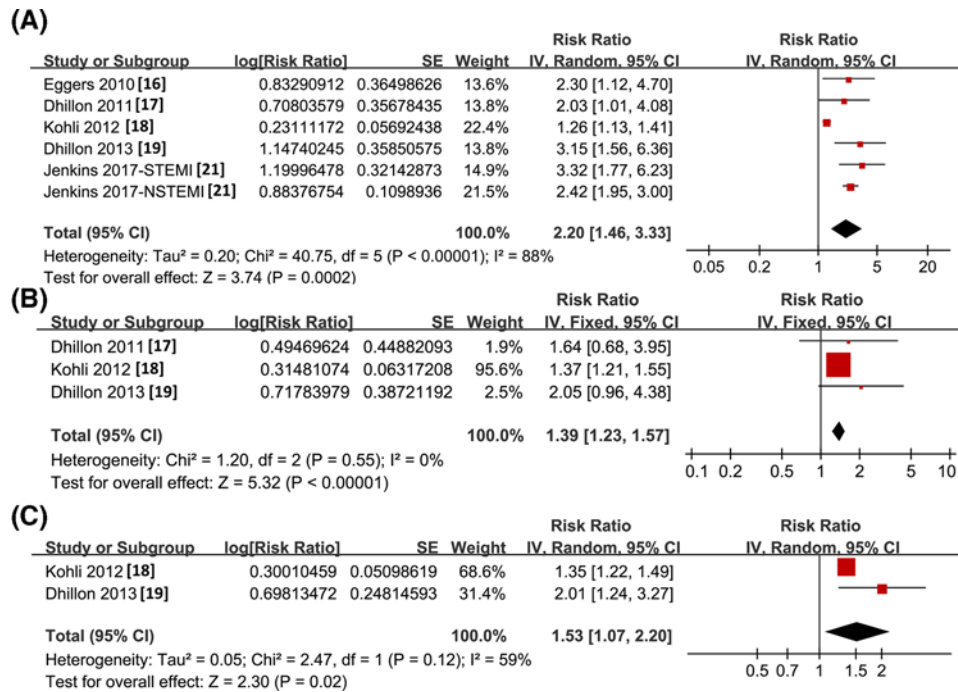 (A)
Risk Ratio Risk Ratio
Study or Subgroup log[Risk Ratio] SE Weight IV, Random, 95% CI IV, Random, 95% CI
Eggers 2010 [16] 0.83290912 0.36498626 13.6% 2.30 [1.12, 4.70]
Dhillon 2011 [17] 0.70803579 0.35678435 13.8% 2.03 [1.01, 4.08]
Kohli 2012 [18] 0.23111172 0.05692438 22.4% 1.26 [1.13, 1.41]
Dhillon 2013 [19] 1.14740245 0.35850575 13.8% 3.15 [1.56, 6.36]
Jenkins 2017-STEMI [21] 1.19996478 0.32142873 14.9% 3.32 [1.77, 6.23]
Jenkins 2017-NSTEMI [21] 0.88376754 0.1098936 21.5% 2.42 [1.95, 3.00]
Total (95% CI) 100.0% 2.20 [1.46, 3.33]
Heterogeneity: Tau² = 0.20; Chi² = 40.75, df = 5 (P < 0.00001); I² = 88%
Test for overall effect: Z = 3.74 (P = 0.0002)
0.05 0.2 1 5 20
(B)
Risk Ratio Risk Ratio
Study or Subgroup log[Risk Ratio] SE Weight IV, Fixed, 95% CI IV, Fixed, 95% CI
Dhillon 2011 [17] 0.49469624 0.44882093 1.9% 1.64 [0.68, 3.95]
Kohli 2012 [18] 0.31481074 0.06317208 95.6% 1.37 [1.21, 1.55]
Dhillon 2013 [19] 0.71783979 0.38721192 2.5% 2.05 [0.96, 4.38]
Total (95% CI) 100.0% 1.39 [1.23, 1.57]
Heterogeneity: Chi² = 1.20, df = 2 (P = 0.55); I² = 0%
Test for overall effect: Z = 5.32 (P < 0.00001)
0.1 0.2 0.5 1 2 5 10
(C)
Risk Ratio Risk Ratio
Study or Subgroup log[Risk Ratio] SE Weight IV, Random, 95% CI IV, Random, 95% CI
Kohli 2012 [18] 0.30010459 0.05098619 68.6% 1.35 [1.22, 1.49]
Dhillon 2013 [19] 0.69813472 0.24814593 31.4% 2.01 [1.24, 3.27]
Total (95% CI) 100.0% 1.53 [1.07, 2.20]
Heterogeneity: Tau² = 0.05; Chi² = 2.47, df = 1 (P = 0.12); I² = 59%
Test for overall effect: Z = 2.30 (P = 0.02)
0.5 0.7 1 1.5 2